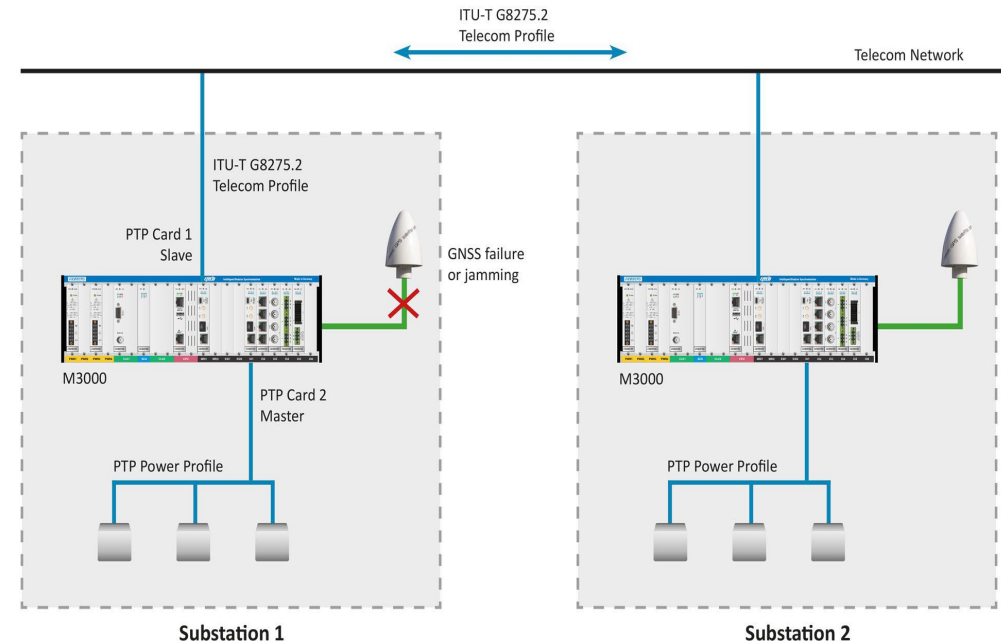 ITU-T G8275.2
Telecom Profile
Telecom Network
ITU-T G8275.2
Telecom Profile
PTP Card 1
Slave
GNSS failure
or jamming
M3000
PTP Card 2
Master
PTP Power Profile
Substation 1
M3000
PTP Power Profile
Substation 2